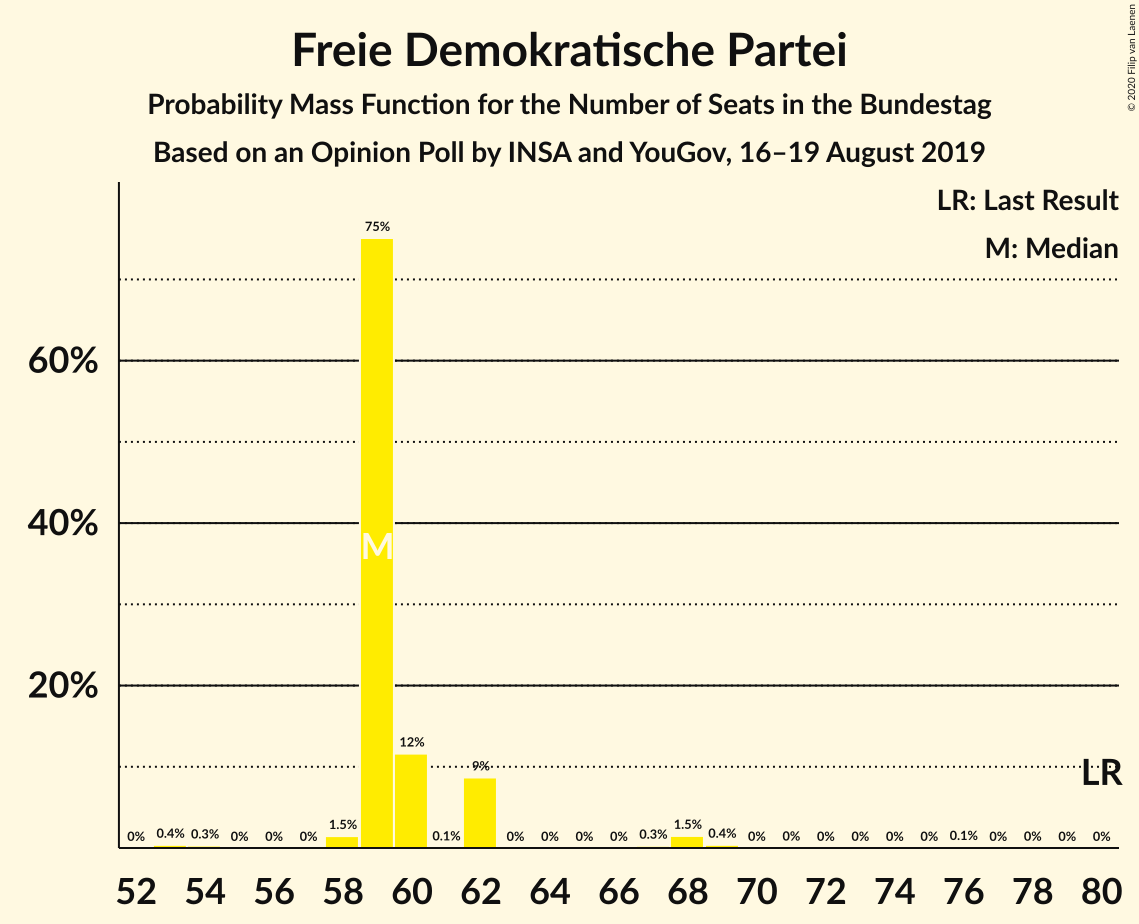 Freie Demokratische Partei
Probability Mass Function for the Number of Seats in the Bundestag
Based on an Opinion Poll by INSA and YouGov, 16–19 August 2019
© 2020 Filip van Laenen
LR: Last Result
M: Median
75%
60%
40%
M
20%
12%
9%
LR
0% 0.4% 0.3% 0% 0% 0% 1.5% 0.1% 0% 0% 0% 0% 0.3% 1.5% 0.4% 0% 0% 0% 0% 0% 0% 0.1% 0% 0% 0% 0%
52 54 56 58 60 62 64 66 68 70 72 74 76 78 80